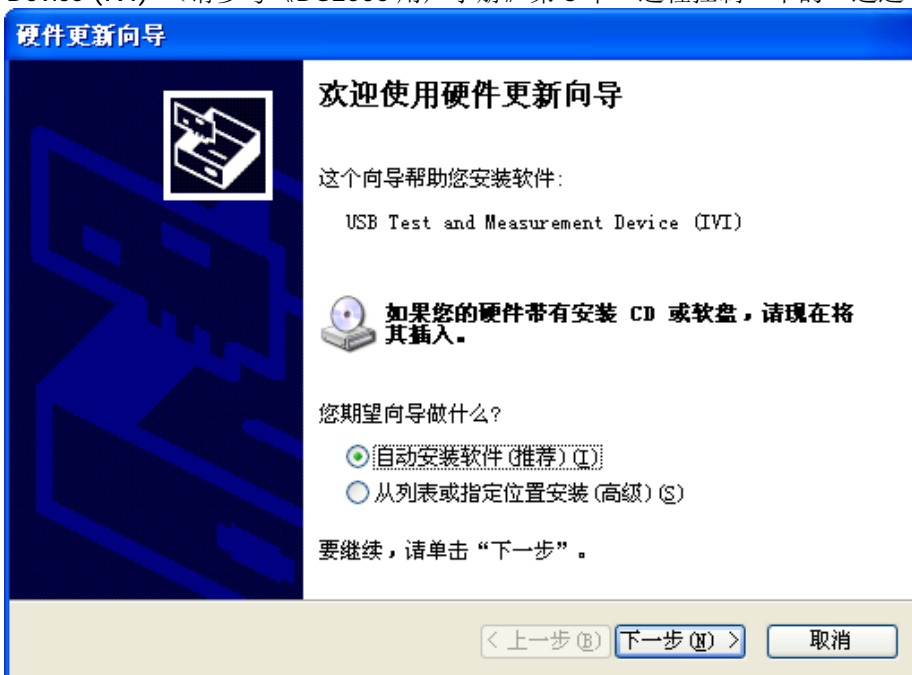 硬件更新向导
欢迎使用硬件更新向导
这个向导帮助您安装软件:
USB Test and Measurement Device (IVI)
如果您的硬件带有安装 CD 或软盘，请现在将
其插入。
您期望向导做什么?
自动安装软件(推荐)(I)
从列表或指定位置安装(高级)(S)
要继续，请单击“下一步”。
< 上一步(B) 下一步(N) > 取消